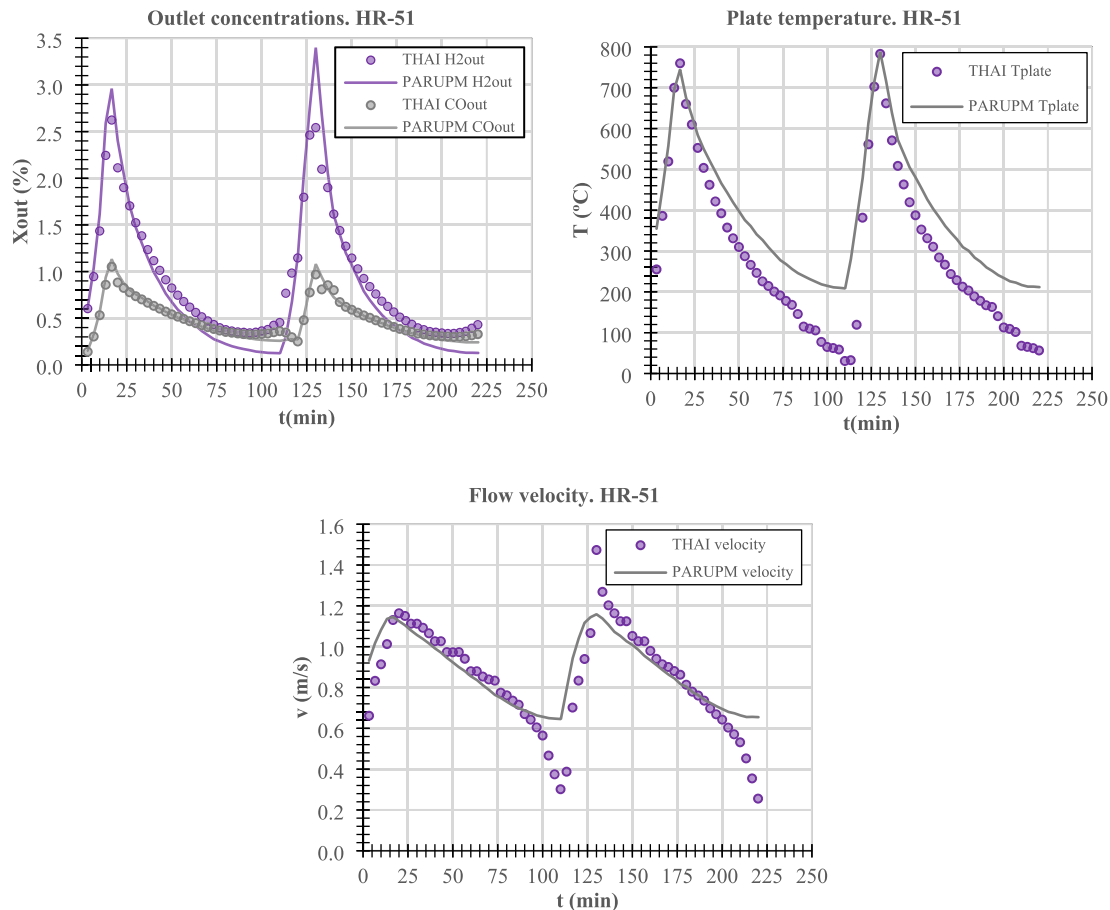 Outlet concentrations. HR-51
3.5
3.0
2.5
2.0
1.5
1.0
0.5
0.0
Xout (%)
THAI H2out
PARUPM H2out
THAI COout
PARUPM COout
0 25 50 75 100 125 150 175 200 225 250
t(min)
Plate temperature. HR-51
800
700
600
500
400
300
200
100
0
T (ºC)
THAI Tplate
PARUPM Tplate
0 25 50 75 100 125 150 175 200 225 250
t(min)
Flow velocity. HR-51
1.6
1.4
1.2
1.0
0.8
0.6
0.4
0.2
0.0
v (m/s)
THAI velocity
PARUPM velocity
0 25 50 75 100 125 150 175 200 225 250
t (min)